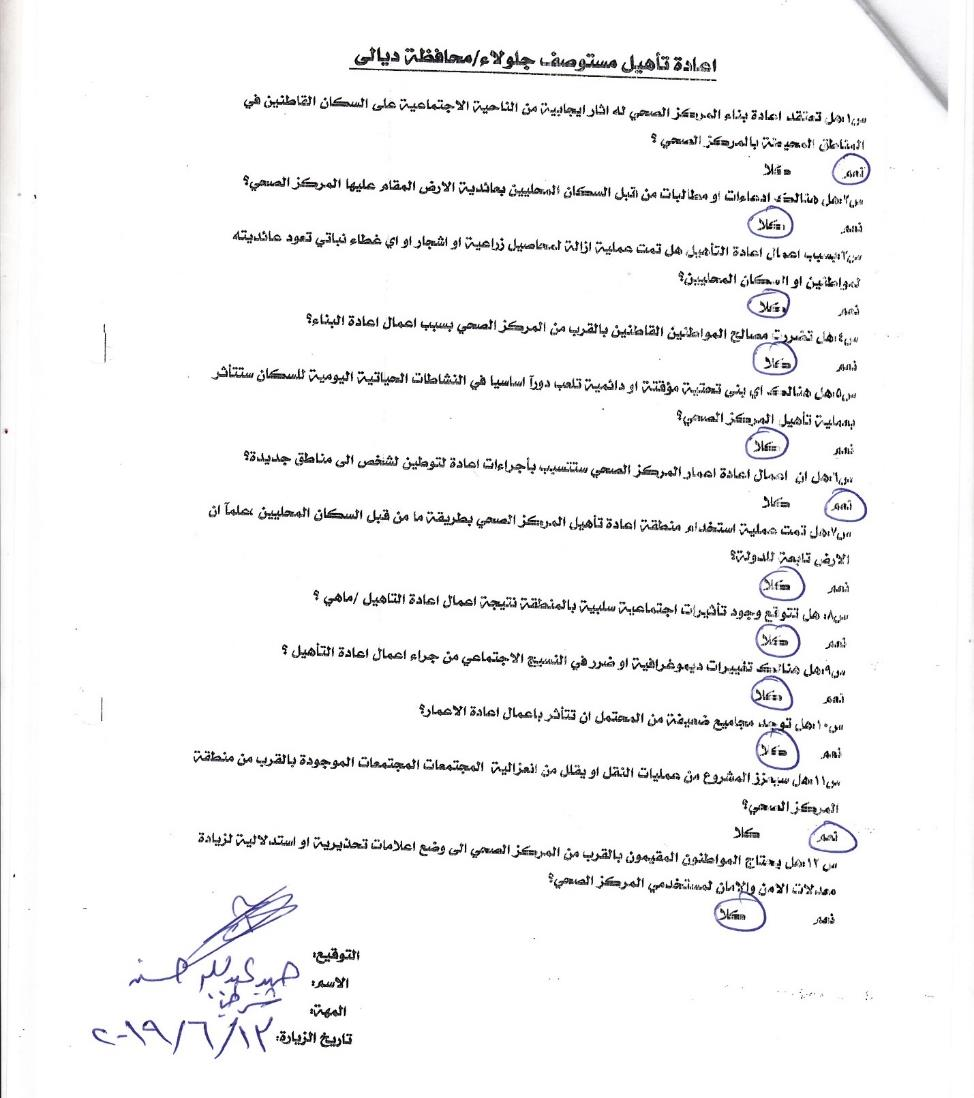 اعادة تأهيل مستوصف جلولاء/محافظة ديالى
س١:هل تعتقد اعادة بناء المركز الصحي له اثار ايجابية من الناحية الاجتماعية على السكان القاطنين في
المناطق المحيطة بالمركز الصحي ؟
نعم كلا
س٢:هل هنالك ادعاءات او مطالبات من قبل السكان المحليين بعائدية الارض المقام عليها المركز الصحي؟
نعم كلا
س٣:بسبب اعمال اعادة التأهيل هل تمت عملية ازالة لمحاصيل زراعية او اشجار او اي غطاء نباتي تعود عائديته
لمواطنين او السكان المحليين؟
نعم كلا
س٤:هل تضررت مصالح المواطنين القاطنين بالقرب من المركز الصحي بسبب اعمال اعادة البناء؟
نعم كلا
س٥:هل هنالك اي بنى تحتية مؤقتة او دائمية تلعب دورآ اساسيا في النشاطات الحياتية اليومية للسكان ستتأثر
بعملية تأهيل المركز الصحي؟
نعم كلا
س٦:هل ان اعمال اعادة اعمار المركز الصحي ستتسبب بأجراءات اعادة لتوطين لشخص الى مناطق جديدة؟
نعم كلا
س٧:هل تمت عملية استخدام منطقة اعادة تأهيل المركز الصحي بطريقة ما من قبل السكان المحليين ،علمآ ان
الارض تابعة للدولة؟
نعم كلا
س٨: هل تتوقع وجود تأثيرات اجتماعية سلبية بالمنطقة نتيجة اعمال اعادة التاهيل /ماهي ؟
نعم كلا
س٩:هل هنالك تغييرات ديموغرافية او ضرر في النسيج الاجتماعي من جراء اعمال اعادة التأهيل ؟
نعم كلا
س١٠:هل توجد مجاميع ضعيفة من المحتمل ان تتأثر باعمال اعادة الاعمار؟
نعم كلا
س١١:هل سيعزز المشروع من عمليات النقل او يقلل من انعزالية المجتمعات المجتمعات الموجودة بالقرب من منطقة
المركز الصحي؟
نعم كلا
س١٢:هل يحتاج المواطنون المقيمون بالقرب من المركز الصحي الى وضع اعلامات تحذيرية او استدلالية لزيادة
معدلات الامن والامان لمستخدمي المركز الصحي؟
نعم كلا
التوقيع:
الاسم:
المهة:
تاريخ الزيارة: ٢٠١٩/٦/١٢